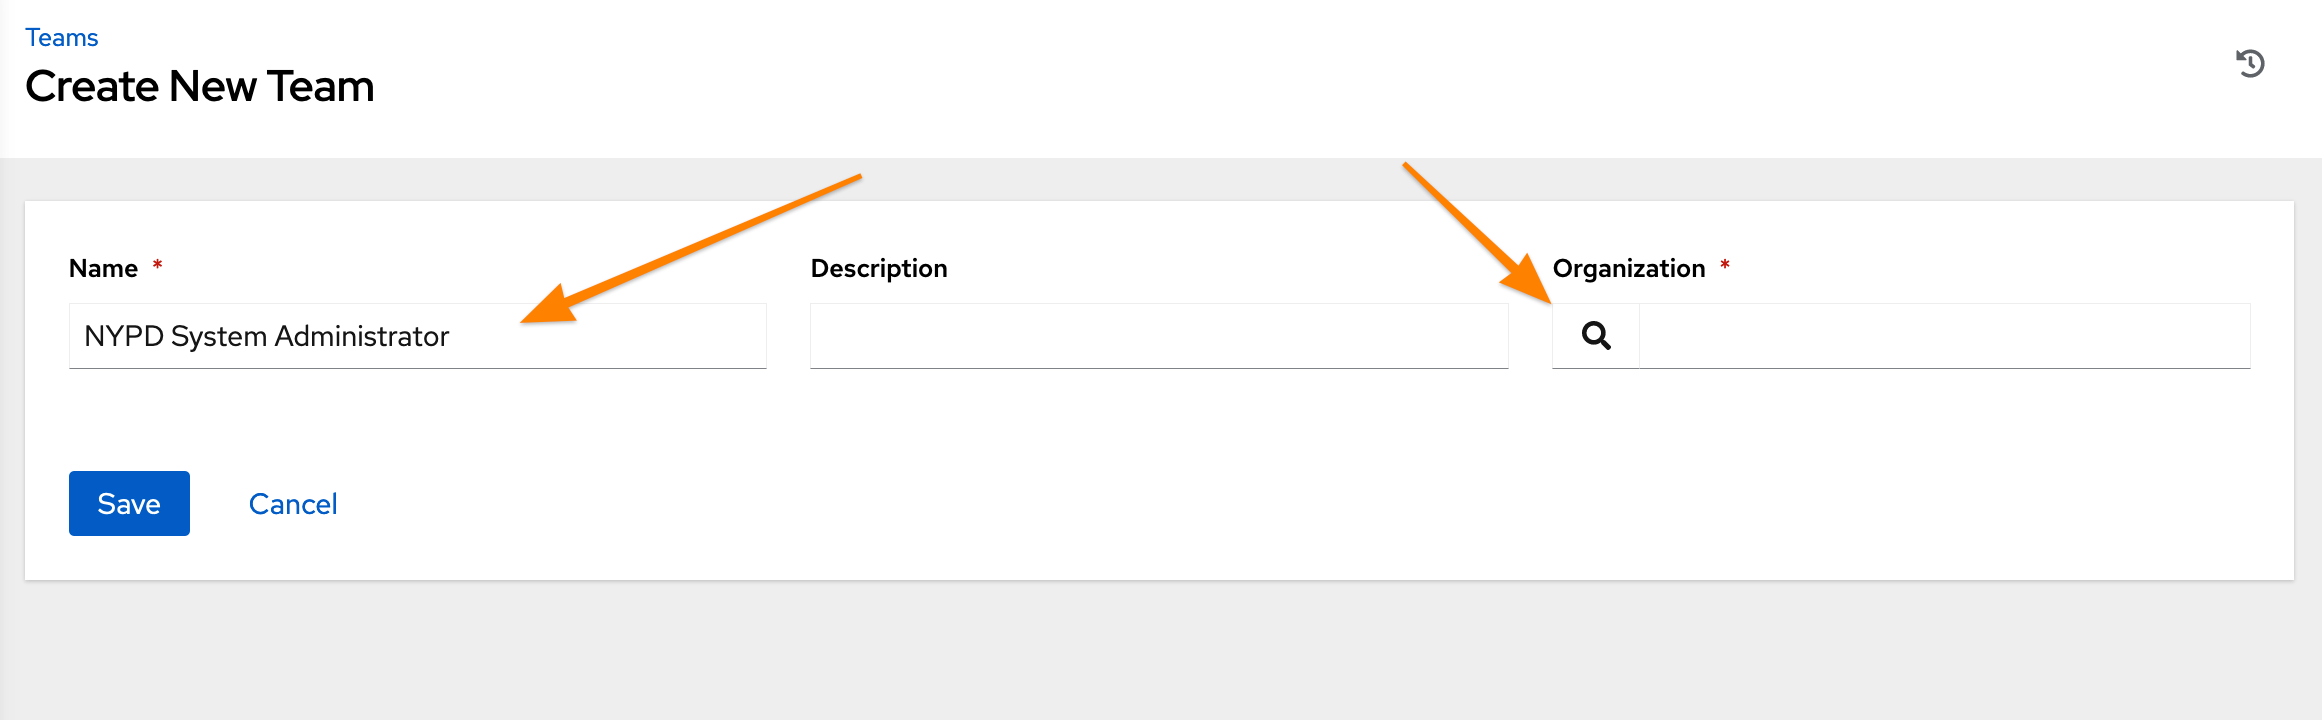 Teams
Create New Team
Name *
Description
Organization *
NYPD System Administrator
Save
Cancel